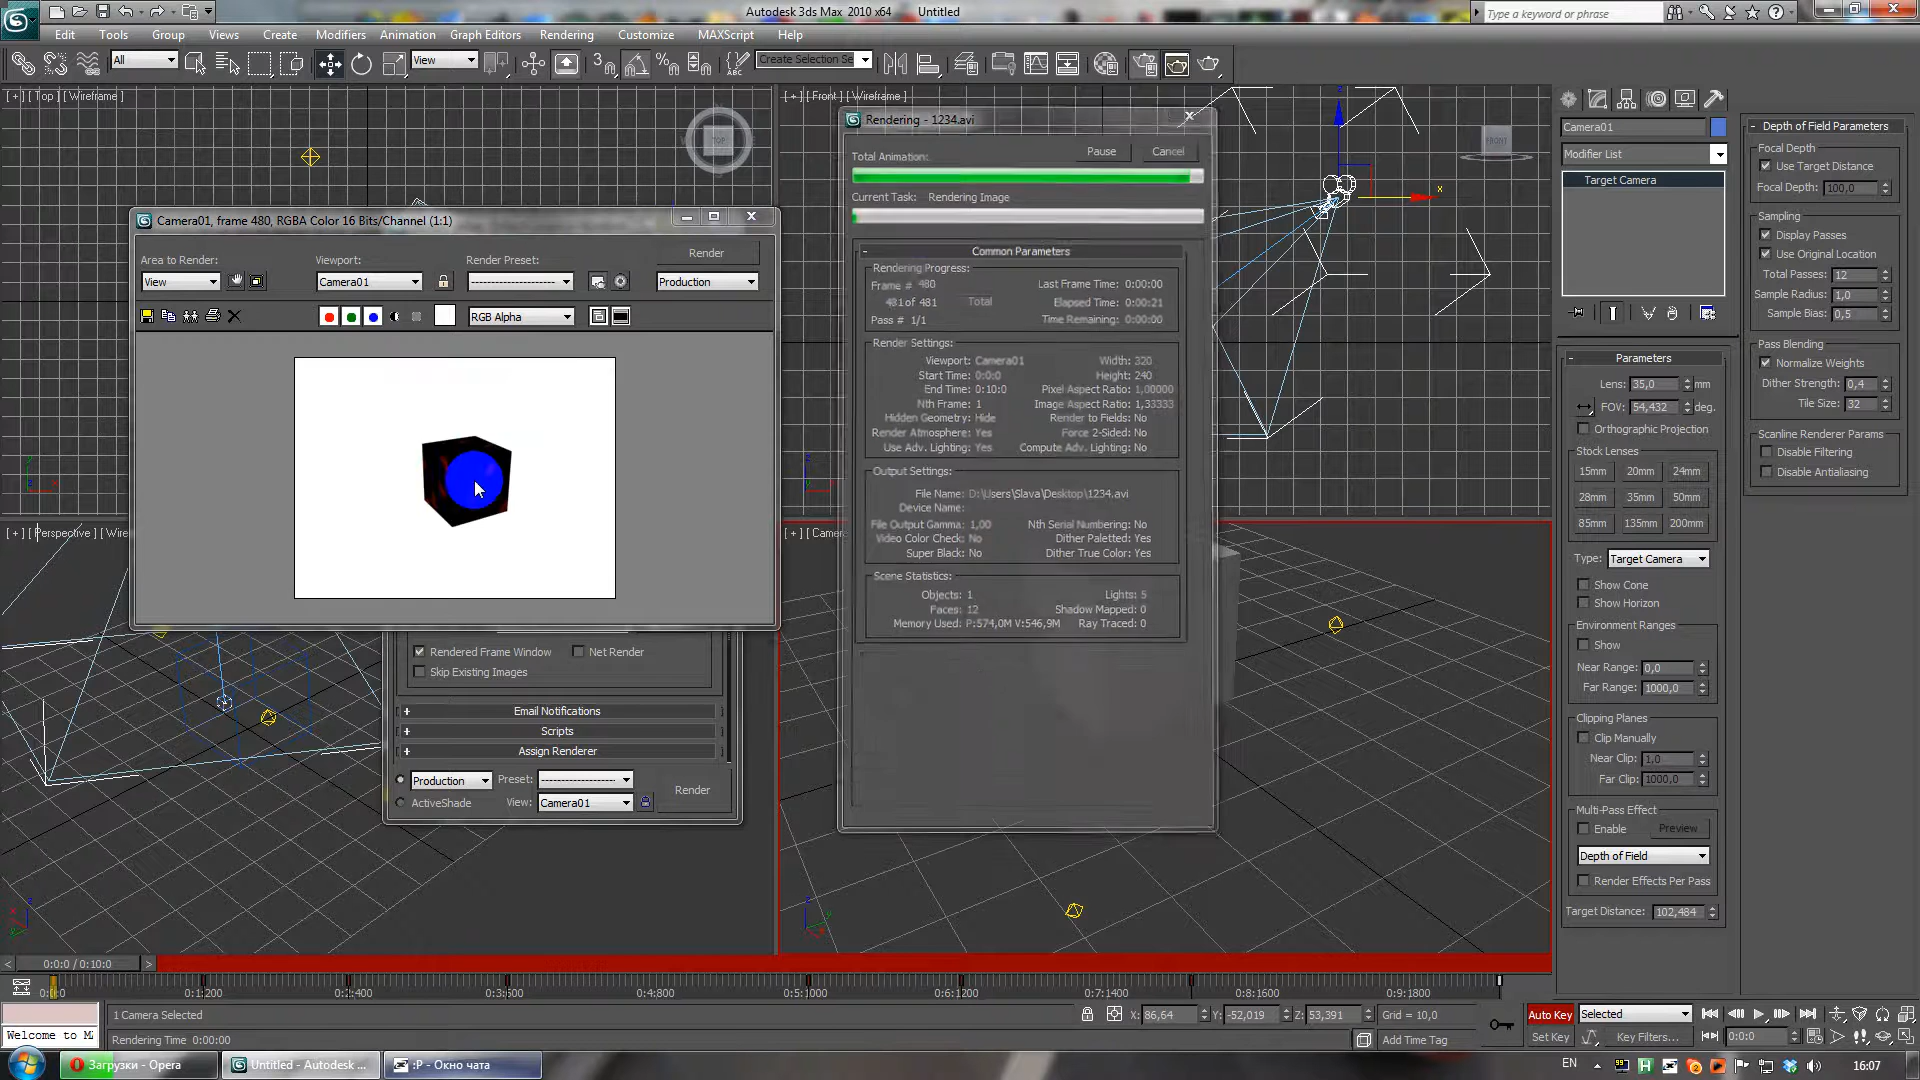 Autodesk 3ds Max 2010 x64 Untitled
Type a keyword or phrase
Edit Tools Group Views Create Modifiers Animation Graph Editors Rendering Customize MAXScript Help
All View Create Selection Se
[ + ] [ Top ] [ Wireframe ]
[ + ] [ Front ] [ Wireframe ]
TOP
FRONT
Camera01, frame 480, RGBA Color 16 Bits/Channel (1:1)
Area to Render: Viewport: Render Preset: Render
View Camera01 Production
RGB Alpha
Rendering - 1234.avi
Total Animation: Pause Cancel
Current Task: Rendering Image
Common Parameters
Rendering Progress:
Frame # 480 Last Frame Time: 0:00:00
481 of 481 Total Elapsed Time: 0:00:21
Pass # 1/1 Time Remaining: 0:00:00
Render Settings:
Viewport: Camera01 Width: 320
Start Time: 0:0:0 Height: 240
End Time: 0:10:0 Pixel Aspect Ratio: 1,00000
Nth Frame: 1 Image Aspect Ratio: 1,33333
Hidden Geometry: Hide Render to Fields: No
Render Atmosphere: Yes Force 2-Sided: No
Use Adv. Lighting: Yes Compute Adv. Lighting: No
Output Settings:
File Name: D:\Users\Slava\Desktop\1234.avi
Device Name:
File Output Gamma: 1,00 Nth Serial Numbering: No
Video Color Check: No Dither Paletted: Yes
Super Black: No Dither True Color: Yes
Scene Statistics:
Objects: 1 Lights: 5
Faces: 12 Shadow Mapped: 0
Memory Used: P:574,0M V:546,9M Ray Traced: 0
[ + ] [ Perspective ] [ Wire
[ + ] [ Camera
Rendered Frame Window Net Render
Skip Existing Images
+ Email Notifications
+ Scripts
+ Assign Renderer
Production Preset: Render
ActiveShade View: Camera01
Camera01
Modifier List
Target Camera
Parameters
Lens: 35,0 mm
FOV: 54,432 deg.
Orthographic Projection
Stock Lenses
15mm 20mm 24mm
28mm 35mm 50mm
85mm 135mm 200mm
Type: Target Camera
Show Cone
Show Horizon
Environment Ranges
Show
Near Range: 0,0
Far Range: 1000,0
Clipping Planes
Clip Manually
Near Clip: 1,0
Far Clip: 1000,0
Multi-Pass Effect
Enable Preview
Depth of Field
Render Effects Per Pass
Target Distance: 102,484
Depth of Field Parameters
Focal Depth
Use Target Distance
Focal Depth: 100,0
Sampling
Display Passes
Use Original Location
Total Passes: 12
Sample Radius: 1,0
Sample Bias: 0,5
Pass Blending
Normalize Weights
Dither Strength: 0,4
Tile Size: 32
Scanline Renderer Params
Disable Filtering
Disable Antialiasing
0:0:0 / 0:10:0
0:0:0 0:1:200 0:2:400 0:3:600 0:4:800 0:5:1000 0:6:1200 0:7:1400 0:8:1600 0:9:1800
1 Camera Selected X: 86,64 Y: -52,019 Z: 53,391 Grid = 10,0 Auto Key Selected
Welcome to M
Rendering Time 0:00:00 Add Time Tag Set Key Key Filters... 0:0:0
Загрузки - Opera Untitled - Autodesk ... :P - Окно чата EN 16:07